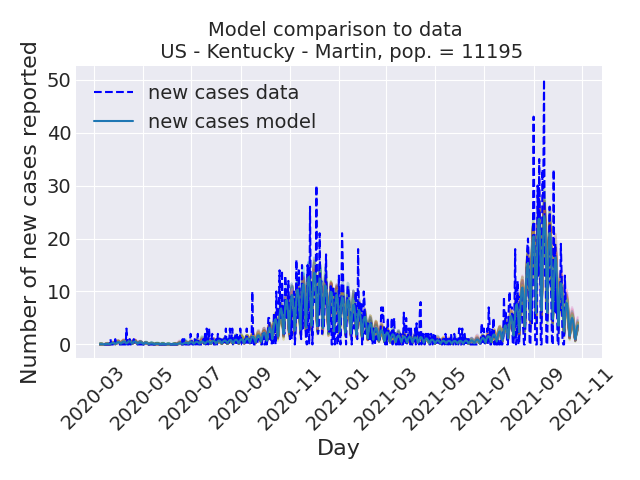 Model comparison to data
US - Kentucky - Martin, pop. = 11195
Number of new cases reported
50
40
30
20
10
0
new cases data
new cases model
2020-03
2020-05
2020-07
2020-09
2020-11
2021-01
2021-03
2021-05
2021-07
2021-09
2021-11
Day